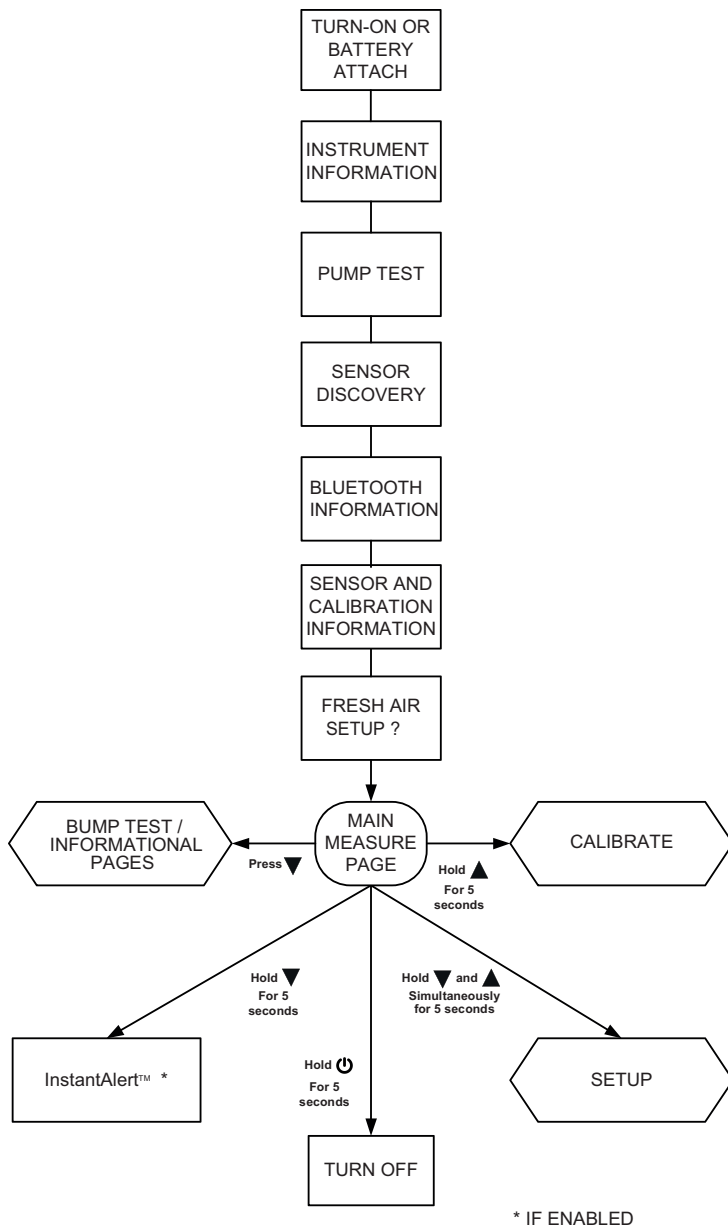 TURN-ON OR
BATTERY
ATTACH
INSTRUMENT
INFORMATION
PUMP TEST
SENSOR
DISCOVERY
BLUETOOTH
INFORMATION
SENSOR AND
CALIBRATION
INFORMATION
FRESH AIR
SETUP ?
BUMP TEST /
INFORMATIONAL
PAGES
Press ▼
MAIN
MEASURE
PAGE
Hold ▲
For 5
seconds
CALIBRATE
Hold ▼
For 5
seconds
InstantAlert™ *
Hold ⏻
For 5
seconds
TURN OFF
Hold ▼ and ▲
Simultaneously
for 5 seconds
SETUP
* IF ENABLED